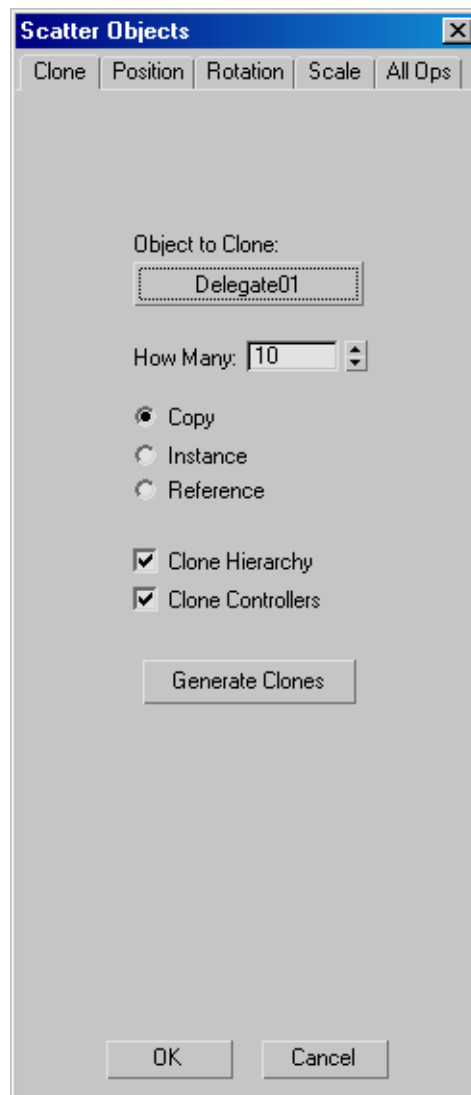 Scatter Objects
Clone Position Rotation Scale All Ops
Object to Clone:
Delegate01
How Many: 10
Copy
Instance
Reference
Clone Hierarchy
Clone Controllers
Generate Clones
OK Cancel